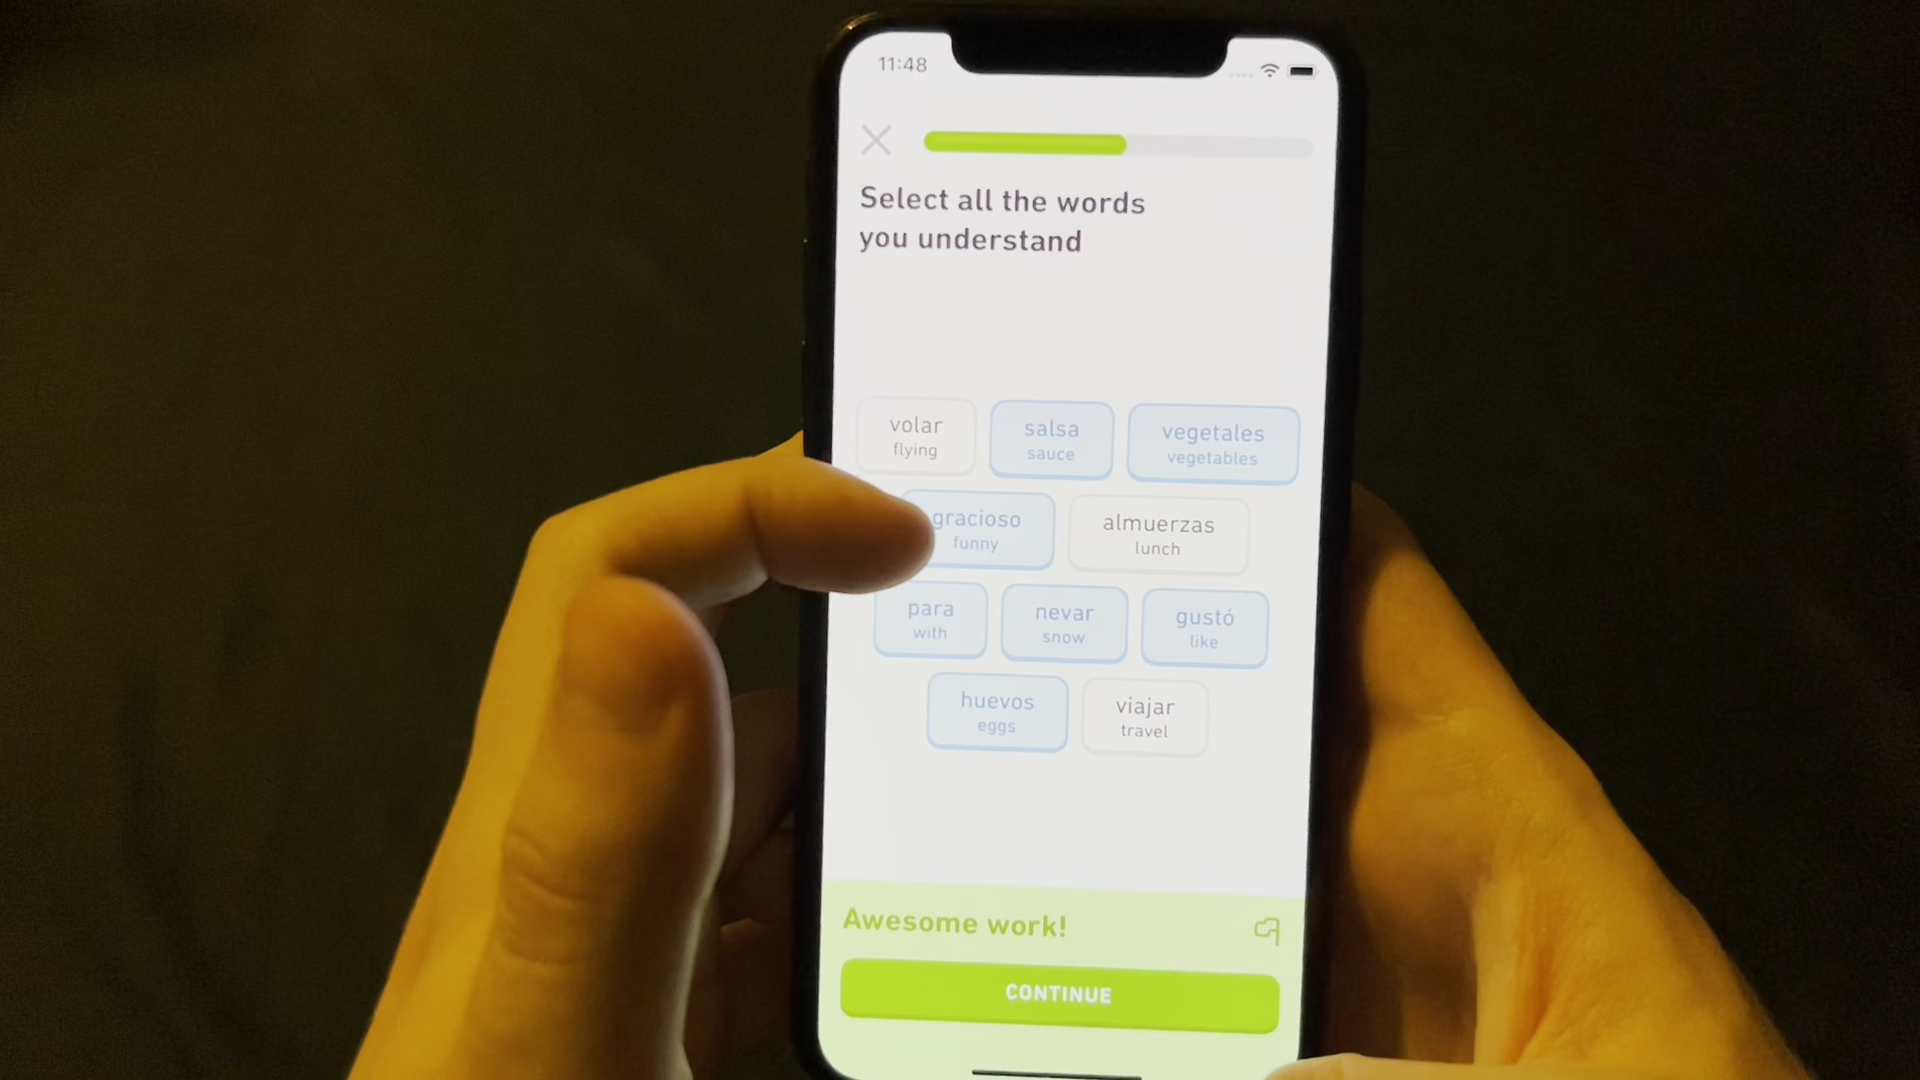 11:48
Select all the words
you understand
volar
flying
salsa
sauce
vegetales
vegetables
gracioso
funny
almuerzas
lunch
para
with
nevar
snow
gustó
like
huevos
eggs
viajar
travel
Awesome work!
CONTINUE